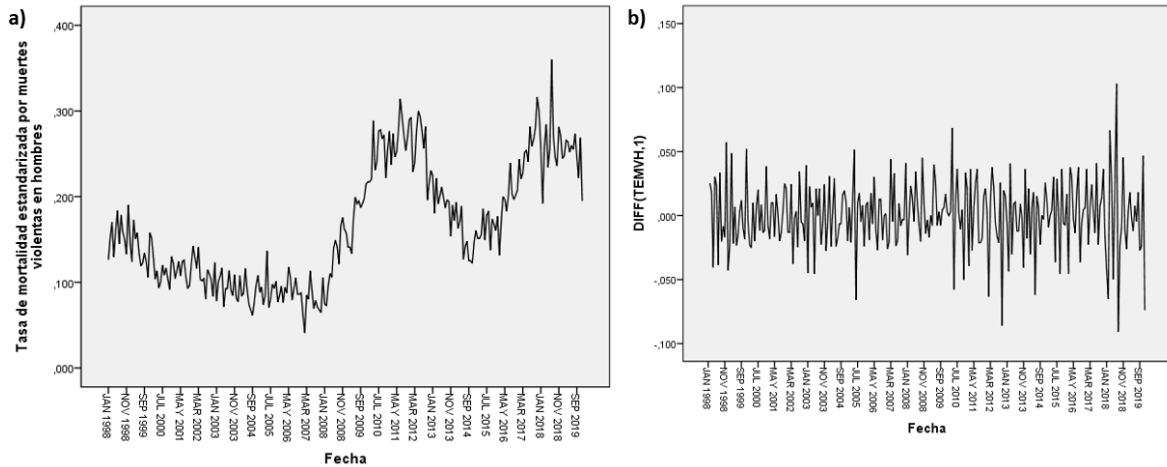 a)
Tasa de mortalidad estandarizada por muertes
violentas en hombres
,400
,300
,200
,100
,000
JAN 1998
NOV 1998
SEP 1999
JUL 2000
MAY 2001
MAR 2002
JAN 2003
NOV 2003
SEP 2004
JUL 2005
MAY 2006
MAR 2007
JAN 2008
NOV 2008
SEP 2009
JUL 2010
MAY 2011
MAR 2012
JAN 2013
NOV 2013
SEP 2014
JUL 2015
MAY 2016
MAR 2017
JAN 2018
NOV 2018
SEP 2019
Fecha
b)
DIFF(TEMVH,1)
,150
,100
,050
,000
-,050
-,100
JAN 1998
NOV 1998
SEP 1999
JUL 2000
MAY 2001
MAR 2002
JAN 2003
NOV 2003
SEP 2004
JUL 2005
MAY 2006
MAR 2007
JAN 2008
NOV 2008
SEP 2009
JUL 2010
MAY 2011
MAR 2012
JAN 2013
NOV 2013
SEP 2014
JUL 2015
MAY 2016
MAR 2017
JAN 2018
NOV 2018
SEP 2019
Fecha